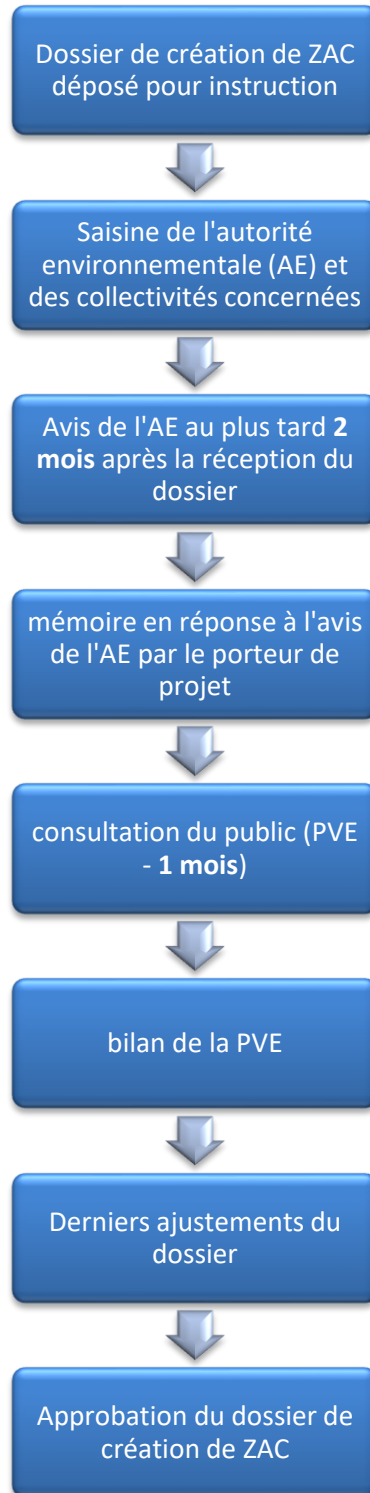 Dossier de création de ZAC
déposé pour instruction
Saisine de l'autorité
environnementale (AE) et
des collectivités concernées
Avis de l'AE au plus tard 2
mois après la réception du
dossier
mémoire en réponse à l'avis
de l'AE par le porteur de
projet
consultation du public (PVE
- 1 mois)
bilan de la PVE
Derniers ajustements du
dossier
Approbation du dossier de
création de ZAC